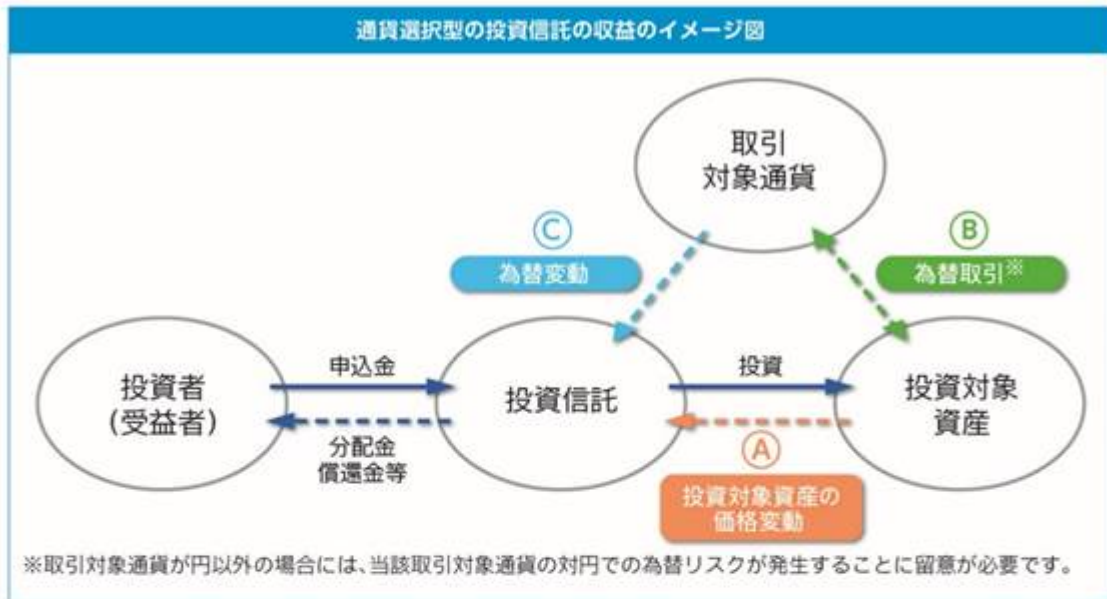 通貨選択型の投資信託の収益のイメージ図
取引
対象通貨
C
為替変動
B
為替取引※
投資者
(受益者)
申込金
分配金
償還金等
投資信託
投資
A
投資対象資産の
価格変動
投資対象
資産
※取引対象通貨が円以外の場合には、当該取引対象通貨の対円での為替リスクが発生することに留意が必要です。